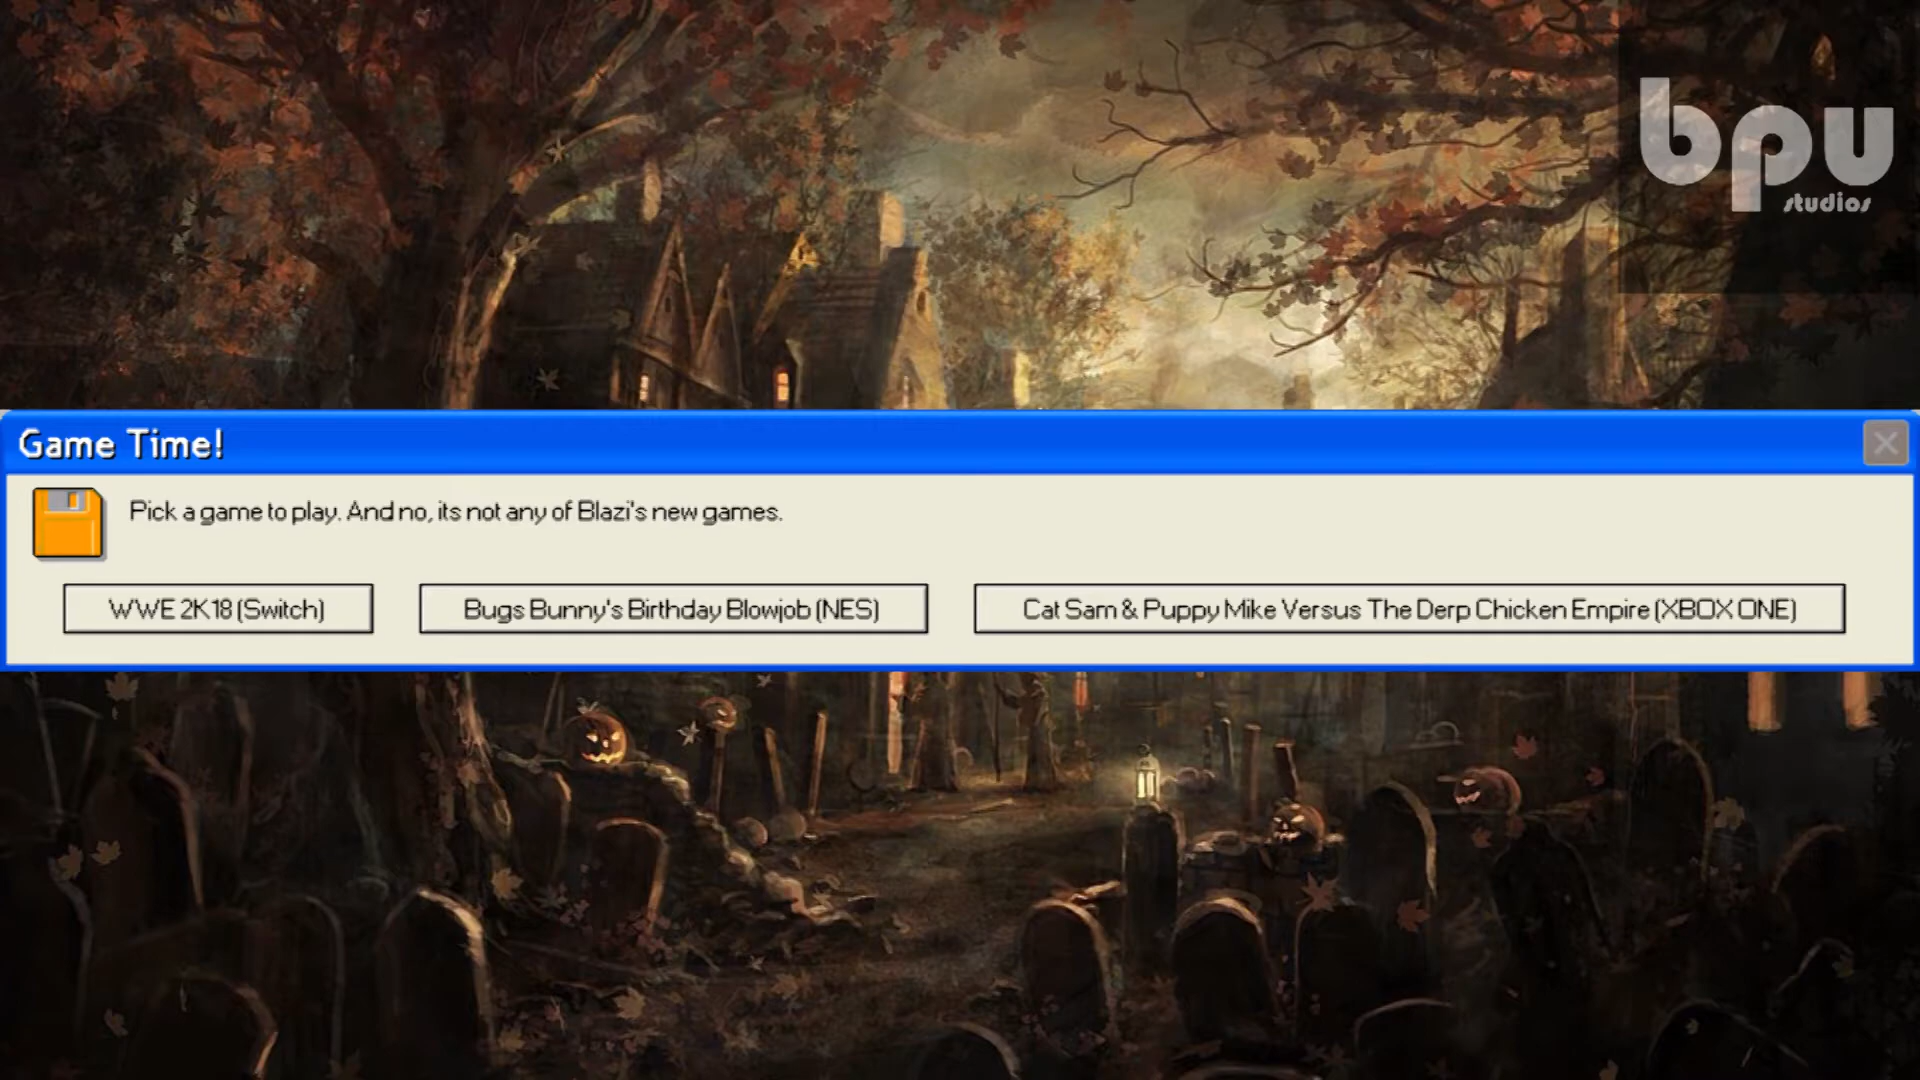 bpu
studios
Game Time!
Pick a game to play. And no, its not any of Blazi's new games.
WWE 2K18 (Switch)
Bugs Bunny's Birthday Blowjob (NES)
Cat Sam & Puppy Mike Versus The Derp Chicken Empire (XBOX ONE)